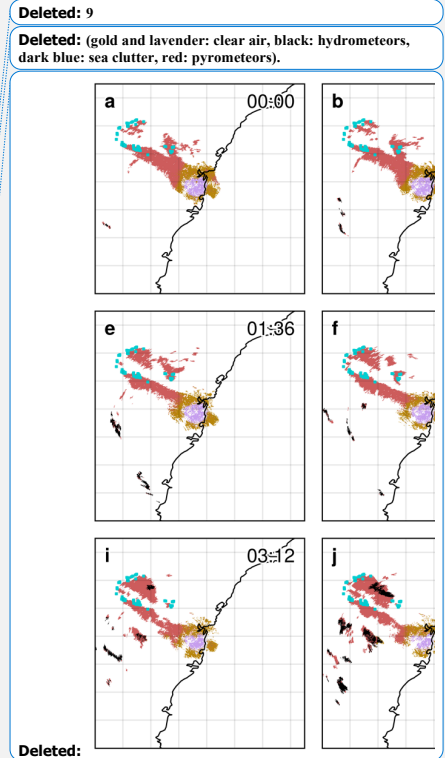 Deleted: 9
Deleted: (gold and lavender: clear air, black: hydrometeors,
dark blue: sea clutter, red: pyrometeors).
a 00:00 b
e 01:36 f
i 03:12 j
Deleted: